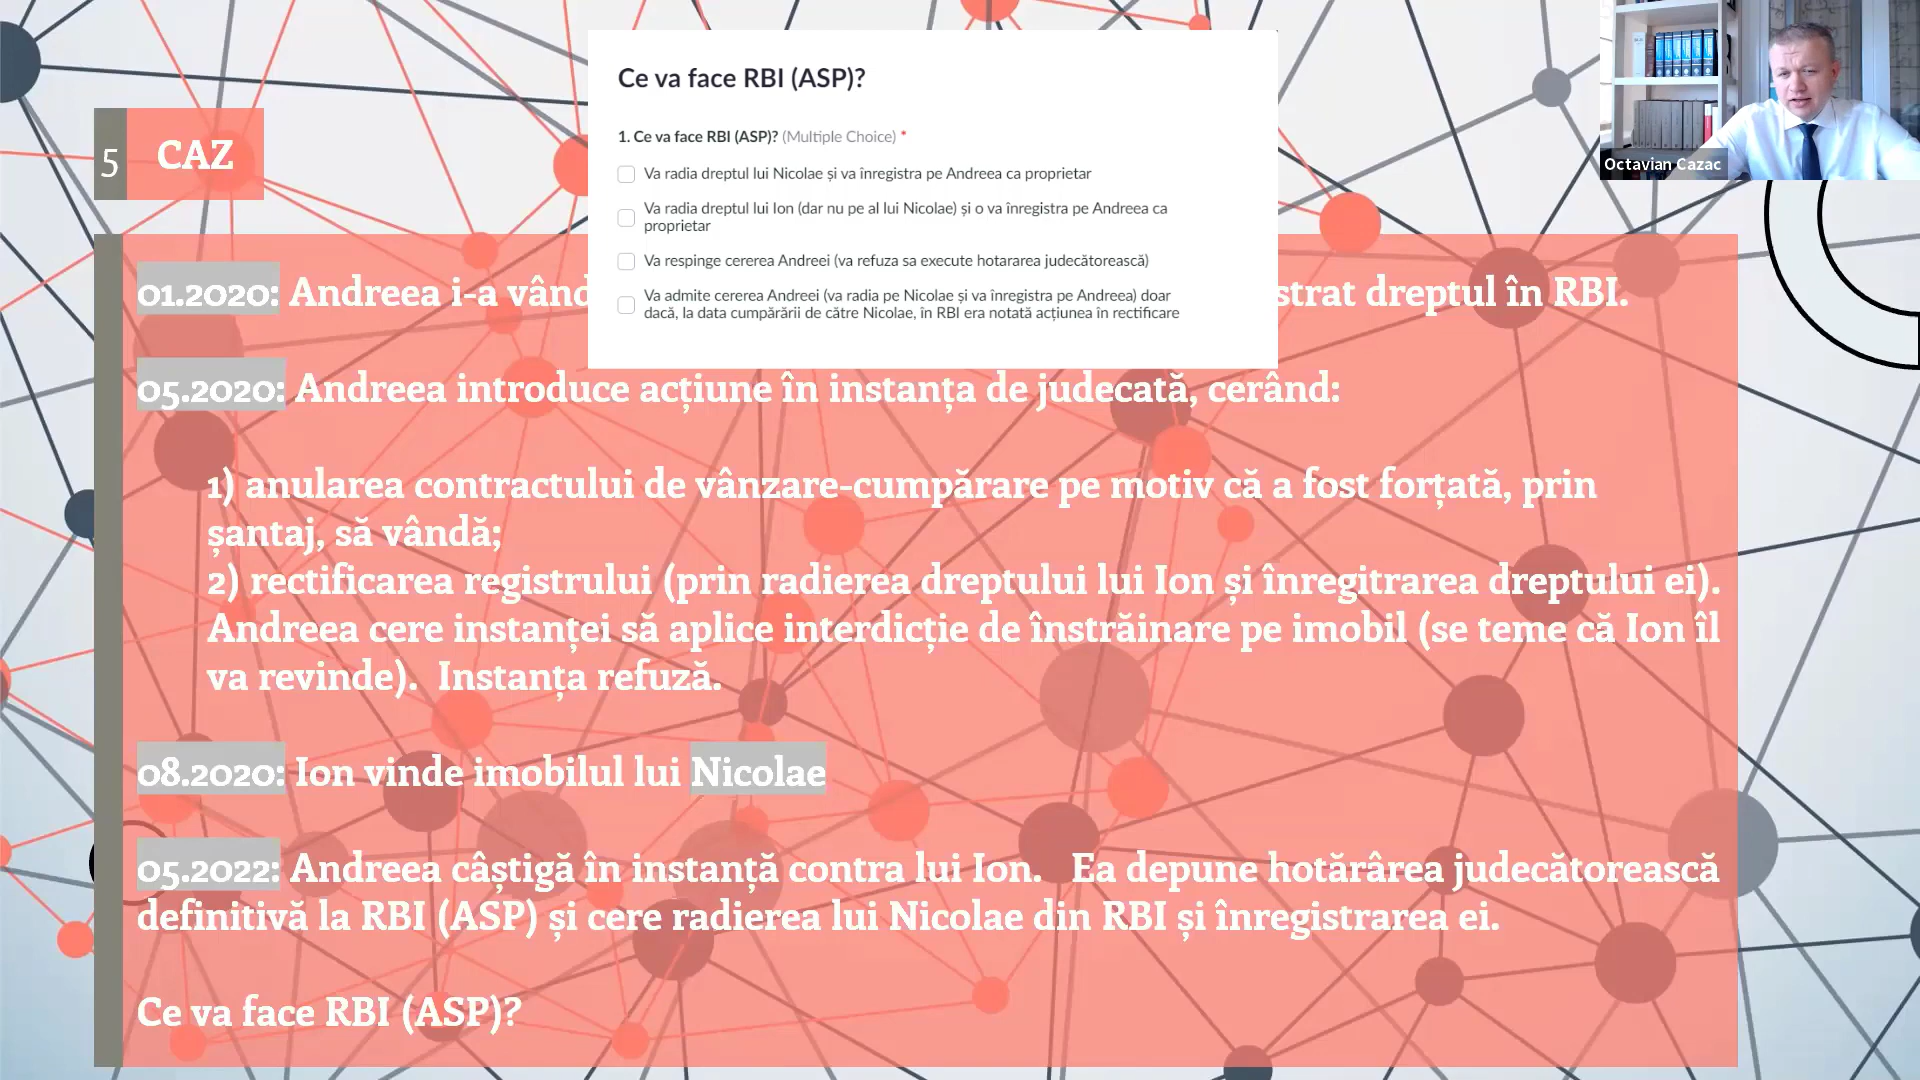 Ce va face RBI (ASP)?
1. Ce va face RBI (ASP)? (Multiple Choice) *
Va radia dreptul lui Nicolae și va înregistra pe Andreea ca proprietar
Va radia dreptul lui Ion (dar nu pe al lui Nicolae) și o va înregistra pe Andreea ca
proprietar
Va respinge cererea Andreei (va refuza sa execute hotararea judecătorească)
Va admite cererea Andreei (va radia pe Nicolae și va înregistra pe Andreea) doar
dacă, la data cumpărării de către Nicolae, în RBI era notată acțiunea în rectificare
Octavian Cazac
5 CAZ
01.2020: Andreea i-a vând strat dreptul în RBI.
05.2020: Andreea introduce acțiune în instanța de judecată, cerând:
1) anularea contractului de vânzare-cumpărare pe motiv că a fost forțată, prin
șantaj, să vândă;
2) rectificarea registrului (prin radierea dreptului lui Ion și înregitrarea dreptului ei).
Andreea cere instanței să aplice interdicție de înstrăinare pe imobil (se teme că Ion îl
va revinde). Instanța refuză.
08.2020: Ion vinde imobilul lui Nicolae
05.2022: Andreea câștigă în instanță contra lui Ion. Ea depune hotărârea judecătorească
definitivă la RBI (ASP) și cere radierea lui Nicolae din RBI și înregistrarea ei.
Ce va face RBI (ASP)?